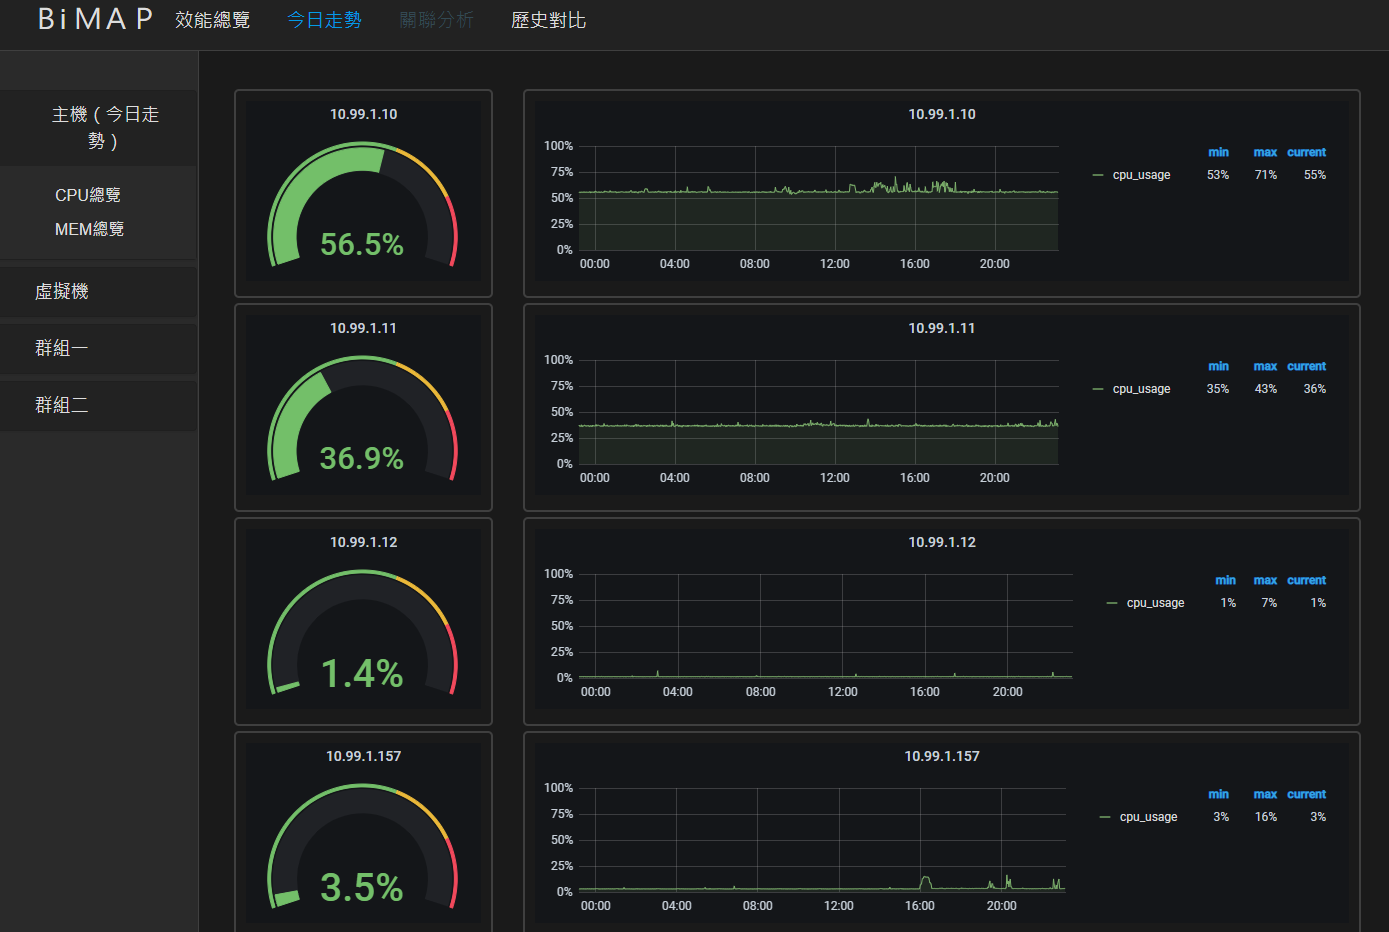 BiMAP 效能總覽 今日走勢 關聯分析 歷史對比
主機 ( 今日走
勢 )
CPU總覽
MEM總覽
虛擬機
群組一
群組二
10.99.1.10
56.5%
10.99.1.10
100%
75%
50%
25%
0%
00:00 04:00 08:00 12:00 16:00 20:00
min max current
cpu_usage 53% 71% 55%
10.99.1.11
36.9%
10.99.1.11
100%
75%
50%
25%
0%
00:00 04:00 08:00 12:00 16:00 20:00
min max current
cpu_usage 35% 43% 36%
10.99.1.12
1.4%
10.99.1.12
100%
75%
50%
25%
0%
00:00 04:00 08:00 12:00 16:00 20:00
min max current
cpu_usage 1% 7% 1%
10.99.1.157
3.5%
10.99.1.157
100%
75%
50%
25%
0%
00:00 04:00 08:00 12:00 16:00 20:00
min max current
cpu_usage 3% 16% 3%